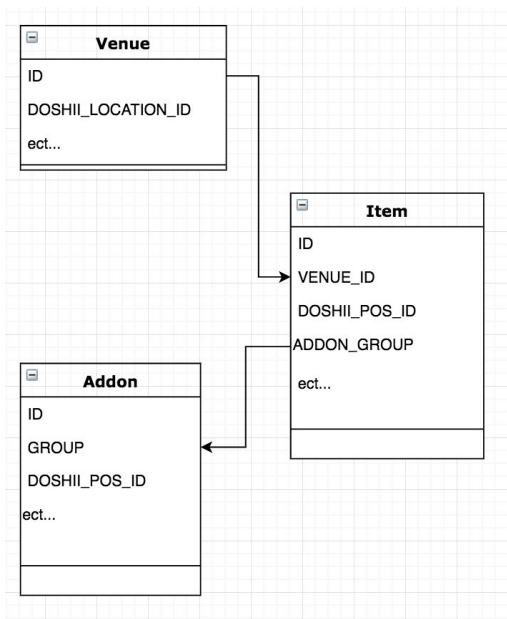 Venue
ID
DOSHII_LOCATION_ID
ect...
Item
ID
VENUE_ID
DOSHII_POS_ID
ADDON_GROUP
ect...
Addon
ID
GROUP
DOSHII_POS_ID
ect...